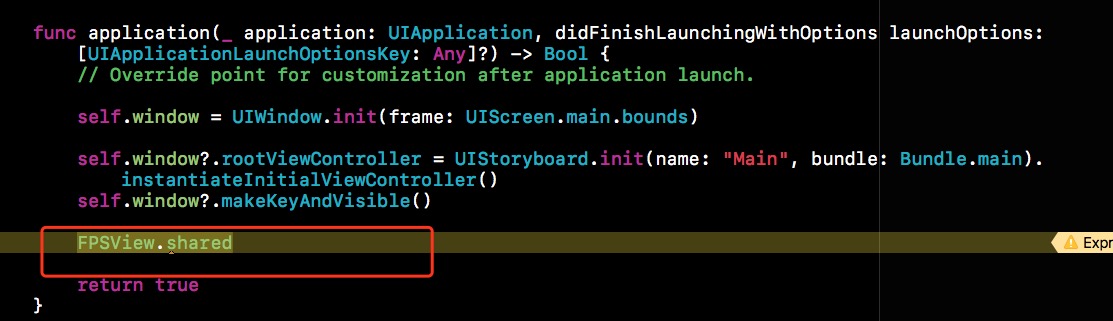 func application(_ application: UIApplication, didFinishLaunchingWithOptions launchOptions:
[UIApplicationLaunchOptionsKey: Any]?) -> Bool {
// Override point for customization after application launch.
self.window = UIWindow.init(frame: UIScreen.main.bounds)
self.window?.rootViewController = UIStoryboard.init(name: "Main", bundle: Bundle.main).
instantiateInitialViewController()
self.window?.makeKeyAndVisible()
FPSView.shared Expr
return true
}